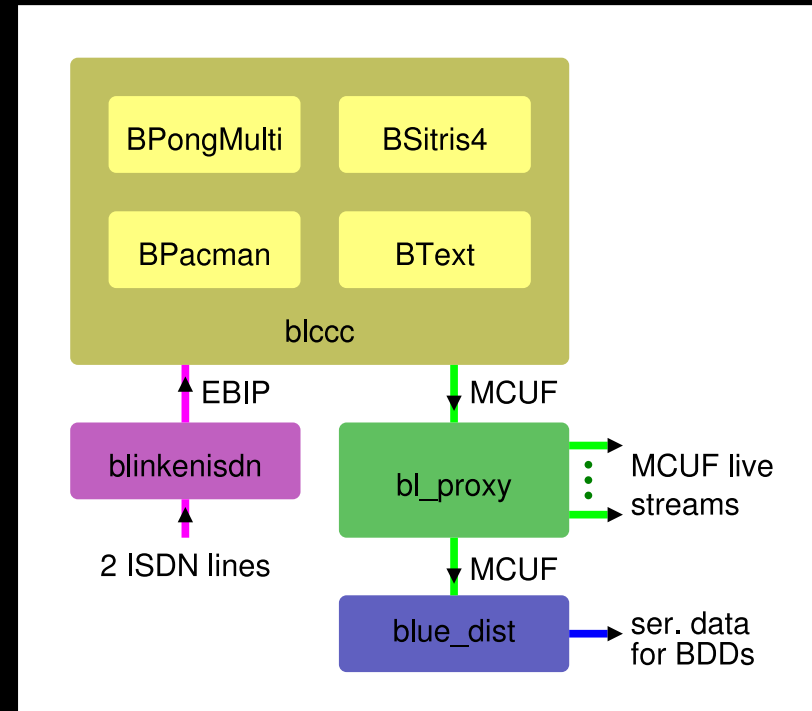 BPongMulti
BSitris4
BPacman
BText
blccc
EBIP
MCUF
blinkenisdn
bl_proxy
MCUF live
streams
2 ISDN lines
MCUF
blue_dist
ser. data
for BDDs